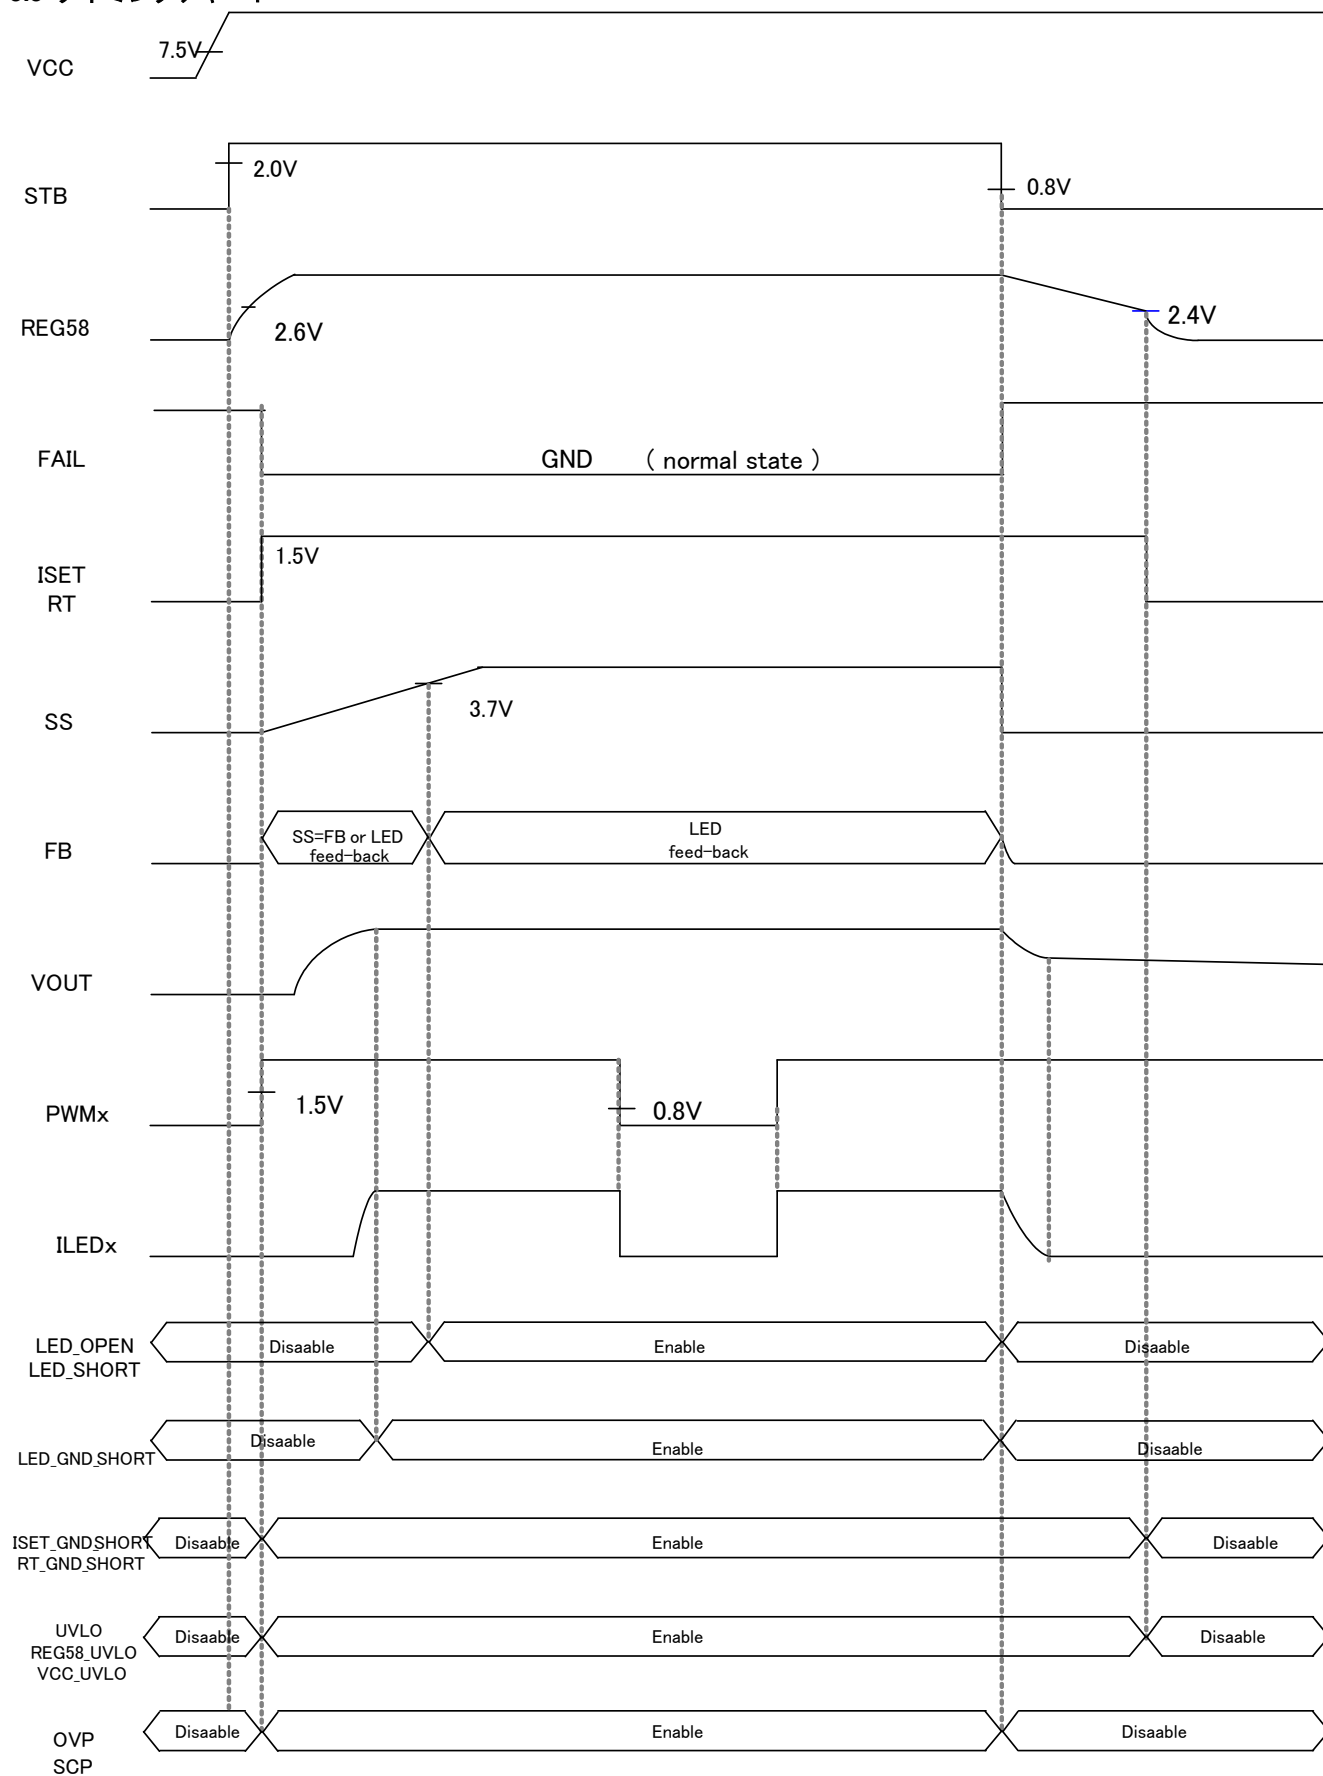 7.5V
VCC
2.0V
0.8V
STB
REG58
2.6V
2.4V
FAIL
GND （ normal state ）
1.5V
ISET
RT
SS
3.7V
FB
SS=FB or LED
feed-back
LED
feed-back
VOUT
PWMx
1.5V
0.8V
ILEDx
LED_OPEN
LED_SHORT
Disaable
Enable
Disaable
LED_GND_SHORT
Disaable
Enable
Disaable
ISET_GND_SHORT
RT_GND_SHORT
Disaable
Enable
Disaable
UVLO
REG58_UVLO
VCC_UVLO
Disaable
Enable
Disaable
OVP
SCP
Disaable
Enable
Disaable